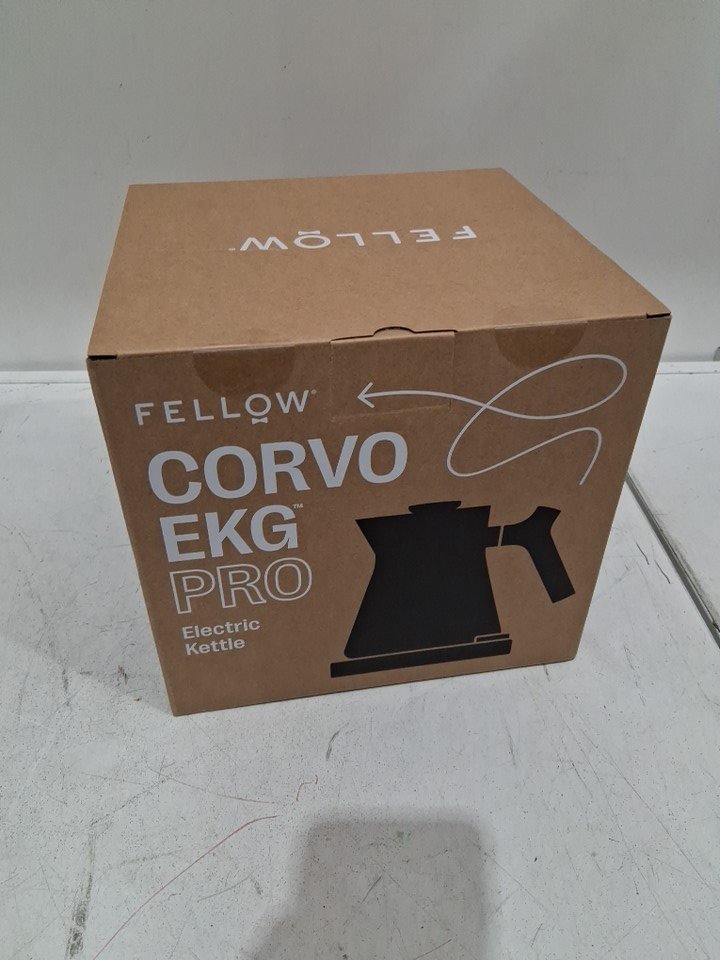 FELLOW®
FELLOW®
CORVO
EKG™
PRO
Electric
Kettle